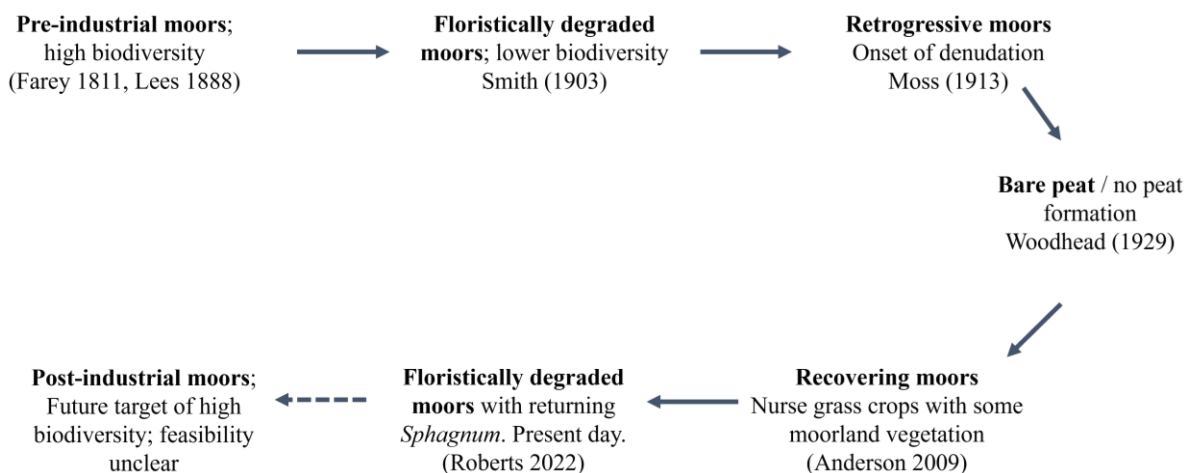 Pre-industrial moors;
high biodiversity
(Farey 1811, Lees 1888)
Floristically degraded
moors; lower biodiversity
Smith (1903)
Retrogressive moors
Onset of denudation
Moss (1913)
Bare peat / no peat
formation
Woodhead (1929)
Recovering moors
Nurse grass crops with some
moorland vegetation
(Anderson 2009)
Floristically degraded
moors with returning
Sphagnum. Present day.
(Roberts 2022)
Post-industrial moors;
Future target of high
biodiversity; feasibility
unclear